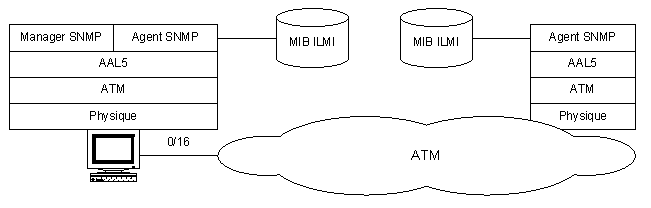 Manager SNMP Agent SNMP MIB ILMI MIB ILMI Agent SNMP
AAL5 AAL5
ATM ATM
Physique Physique
0/16
ATM